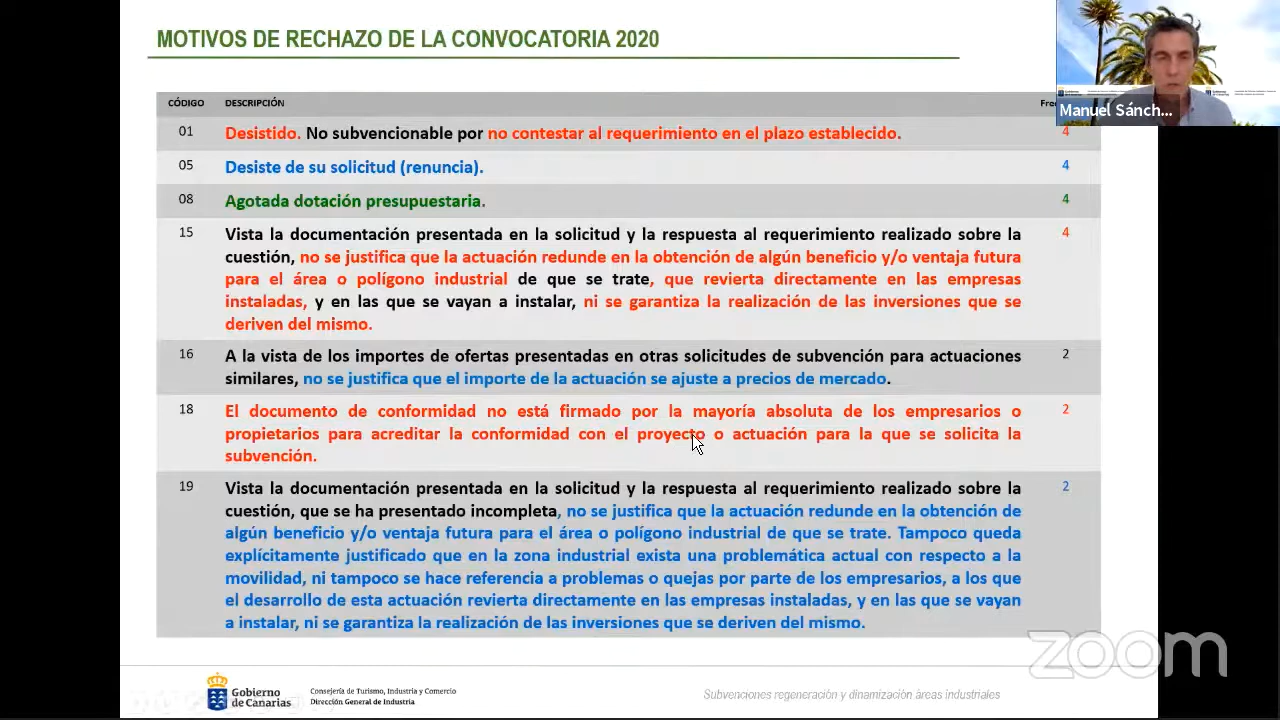 MOTIVOS DE RECHAZO DE LA CONVOCATORIA 2020
Manuel Sánch...
CÓDIGO DESCRIPCIÓN
01 Desistido. No subvencionable por no contestar al requerimiento en el plazo establecido. 4
05 Desiste de su solicitud (renuncia). 4
08 Agotada dotación presupuestaria. 4
15 Vista la documentación presentada en la solicitud y la respuesta al requerimiento realizado sobre la 4
cuestión, no se justifica que la actuación redunde en la obtención de algún beneficio y/o ventaja futura
para el área o polígono industrial de que se trate, que revierta directamente en las empresas
instaladas, y en las que se vayan a instalar, ni se garantiza la realización de las inversiones que se
deriven del mismo.
16 A la vista de los importes de ofertas presentadas en otras solicitudes de subvención para actuaciones 2
similares, no se justifica que el importe de la actuación se ajuste a precios de mercado.
18 El documento de conformidad no está firmado por la mayoría absoluta de los empresarios o 2
propietarios para acreditar la conformidad con el proyecto o actuación para la que se solicita la
subvención.
19 Vista la documentación presentada en la solicitud y la respuesta al requerimiento realizado sobre la 2
cuestión, que se ha presentado incompleta, no se justifica que la actuación redunde en la obtención de
algún beneficio y/o ventaja futura para el área o polígono industrial de que se trate. Tampoco queda
explícitamente justificado que en la zona industrial exista una problemática actual con respecto a la
movilidad, ni tampoco se hace referencia a problemas o quejas por parte de los empresarios, a los que
el desarrollo de esta actuación revierta directamente en las empresas instaladas, y en las que se vayan
a instalar, ni se garantiza la realización de las inversiones que se deriven del mismo.
zoom
Gobierno
de Canarias
Consejería de Turismo, Industria y Comercio
Dirección General de Industria
Subvenciones regeneración y dinamización áreas industriales